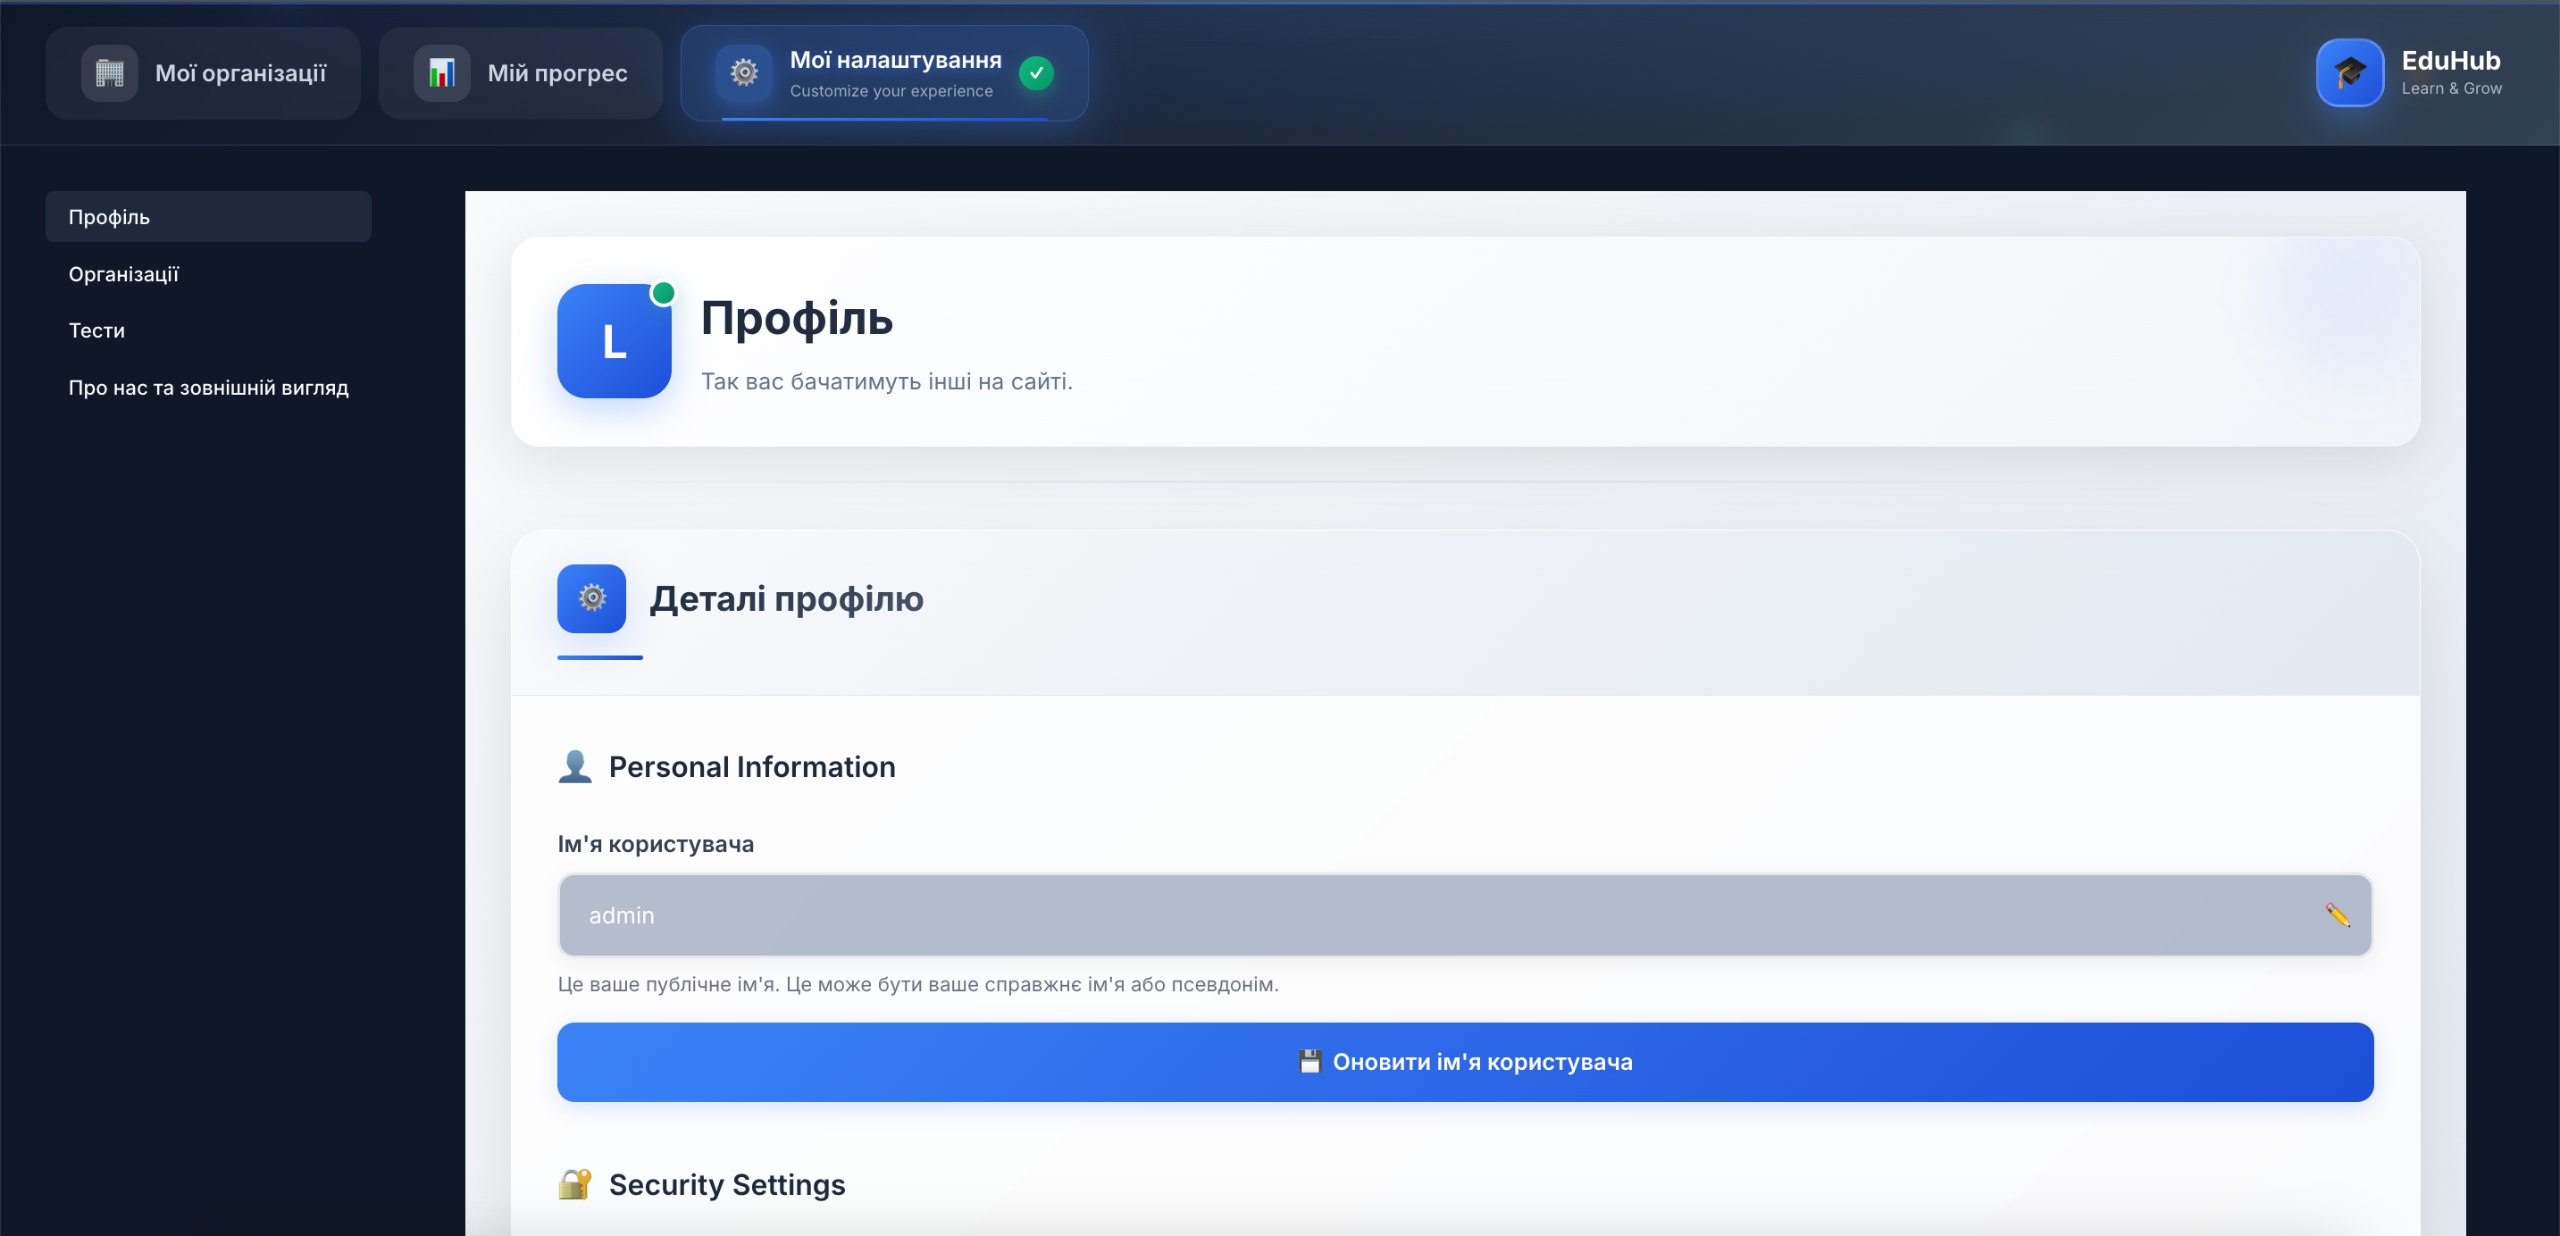 Мої організації
Мій прогрес
Мої налаштування
Customize your experience
EduHub
Learn & Grow
Профіль
Організації
Тести
Про нас та зовнішній вигляд
L
Профіль
Так вас бачатимуть інші на сайті.
Деталі профілю
Personal Information
Ім'я користувача
admin
Це ваше публічне ім'я. Це може бути ваше справжнє ім'я або псевдонім.
Оновити ім'я користувача
Security Settings